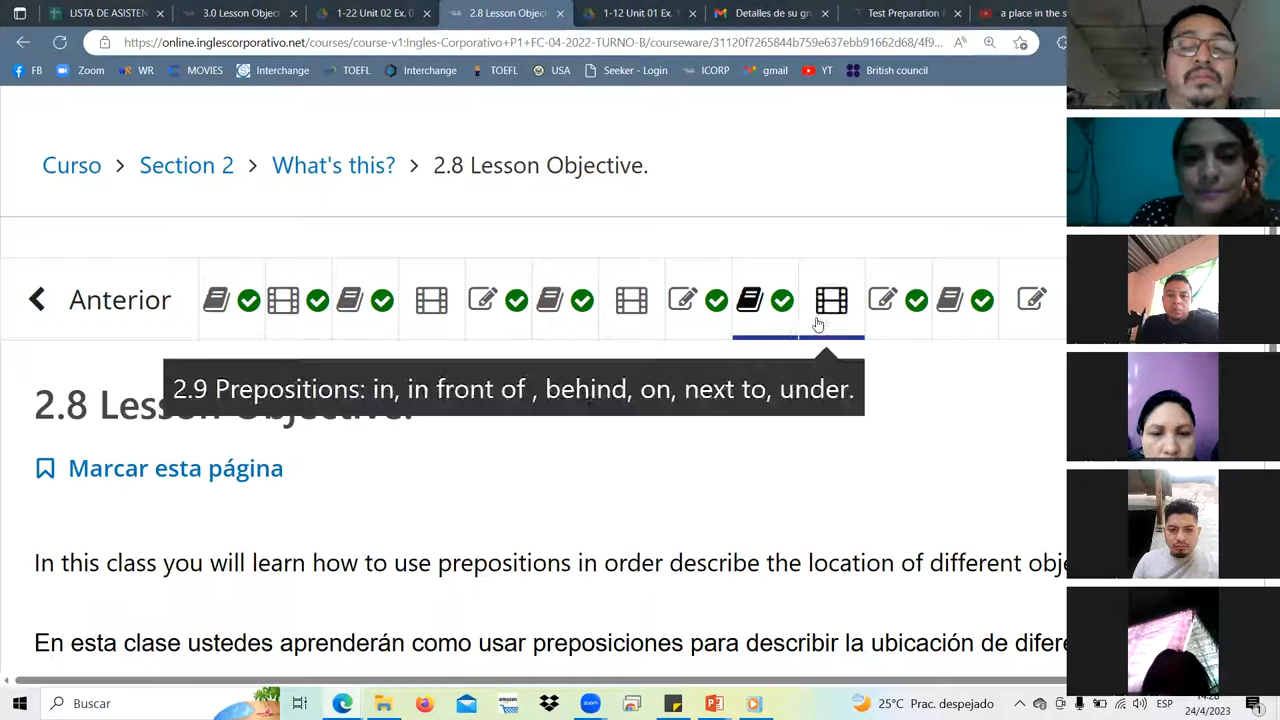 LISTA DE ASISTEN
3.0 Lesson Object
1-22 Unit 02 Ex. 0
2.8 Lesson Objec
1-12 Unit 01 Ex. T
Detalles de su gr
Test Preparation
a place in the s
https://online.inglescorporativo.net/courses/course-v1:Ingles-Corporativo+P1+FC-04-2022-TURNO-B/courseware/31120f7265844b759e637ebb91662d68/4f9...
FB
Zoom
WR
MOVIES
Interchange
TOEFL
Interchange
TOEFL
USA
Seeker - Login
ICORP
gmail
YT
British council
Curso > Section 2 > What's this? > 2.8 Lesson Objective.
Anterior
2.9 Prepositions: in, in front of , behind, on, next to, under.
2.8 Lesson Objective.
Marcar esta página
In this class you will learn how to use prepositions in order describe the location of different obje
En esta clase ustedes aprenderán como usar preposiciones para describir la ubicación de difere
Buscar
25°C Prac. despejado
ESP
14:28
24/4/2023
1